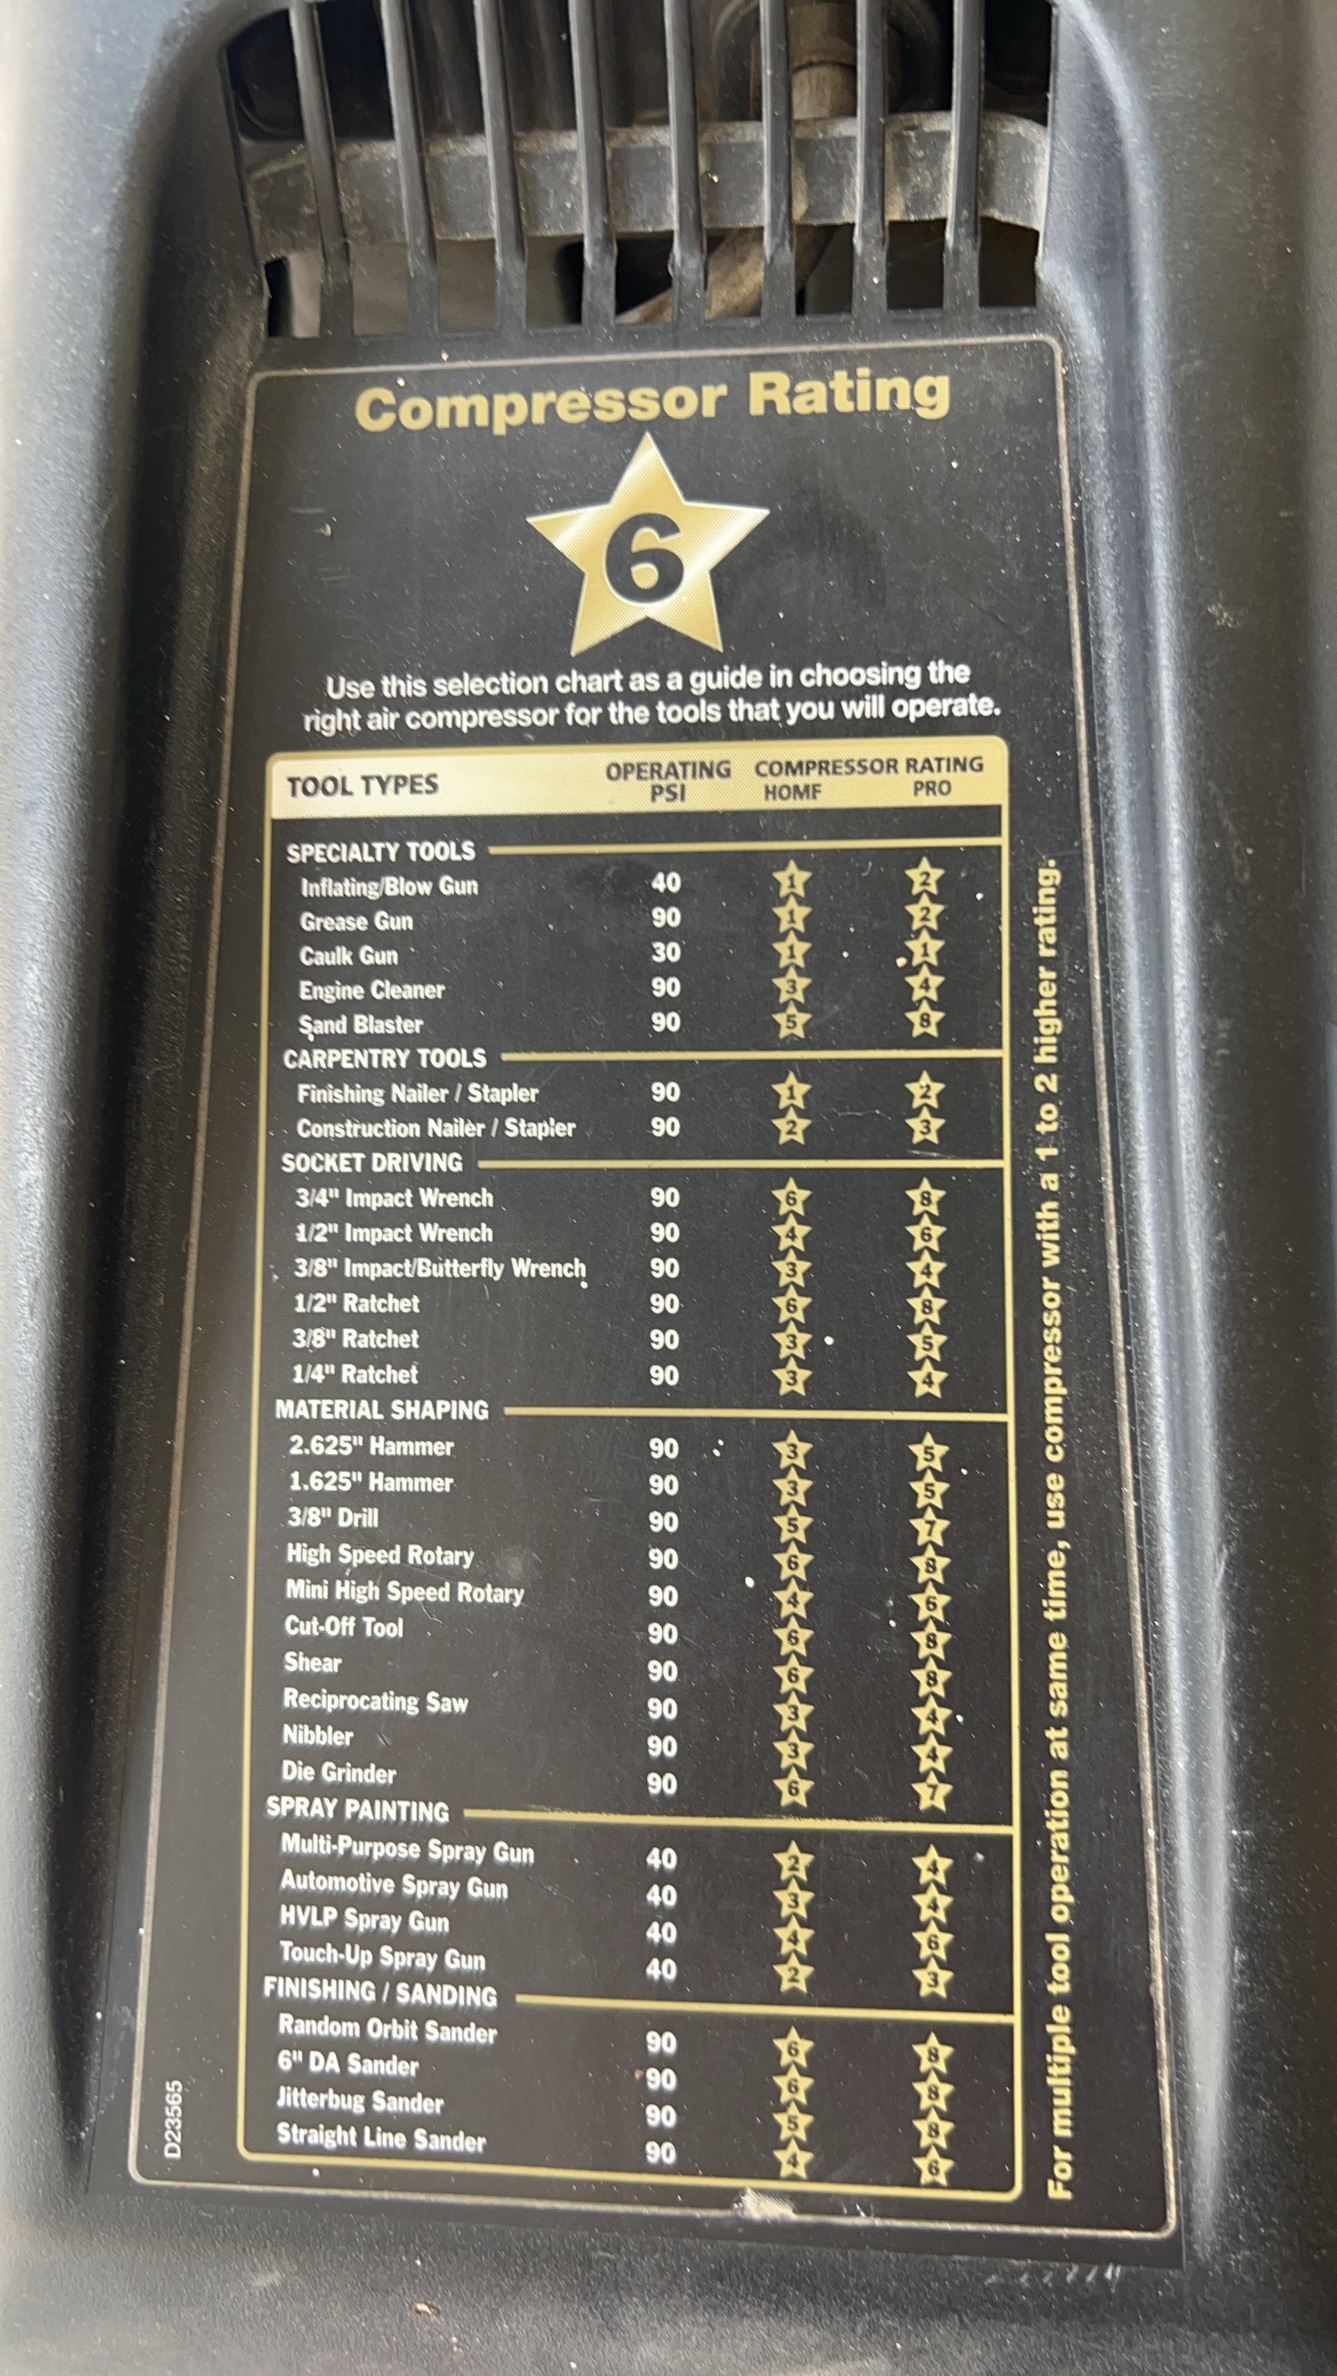 Compressor Rating
6
Use this selection chart as a guide in choosing the
right air compressor for the tools that you will operate.
TOOL TYPES OPERATING PSI COMPRESSOR RATING HOME PRO
SPECIALTY TOOLS
Inflating/Blow Gun 40 1 2
Grease Gun 90 1 2
Caulk Gun 30 1 1
Engine Cleaner 90 3 4
Sand Blaster 90 5 8
CARPENTRY TOOLS
Finishing Nailer / Stapler 90 1 2
Construction Nailer / Stapler 90 2 3
SOCKET DRIVING
3/4" Impact Wrench 90 6 8
1/2" Impact Wrench 90 4 6
3/8" Impact/Butterfly Wrench 90 3 4
1/2" Ratchet 90 6 8
3/8" Ratchet 90 3 5
1/4" Ratchet 90 3 4
MATERIAL SHAPING
2.625" Hammer 90 3 5
1.625" Hammer 90 3 5
3/8" Drill 90 5 7
High Speed Rotary 90 6 8
Mini High Speed Rotary 90 4 6
Cut-Off Tool 90 6 8
Shear 90 6 8
Reciprocating Saw 90 3 4
Nibbler 90 3 4
Die Grinder 90 6 7
SPRAY PAINTING
Multi-Purpose Spray Gun 40 2 4
Automotive Spray Gun 40 3 4
HVLP Spray Gun 40 4 6
Touch-Up Spray Gun 40 2 3
FINISHING / SANDING
Random Orbit Sander 90 6 8
6" DA Sander 90 6 8
Jitterbug Sander 90 5 8
Straight Line Sander 90 4 6
For multiple tool operation at same time, use compressor with a 1 to 2 higher rating.
D23565